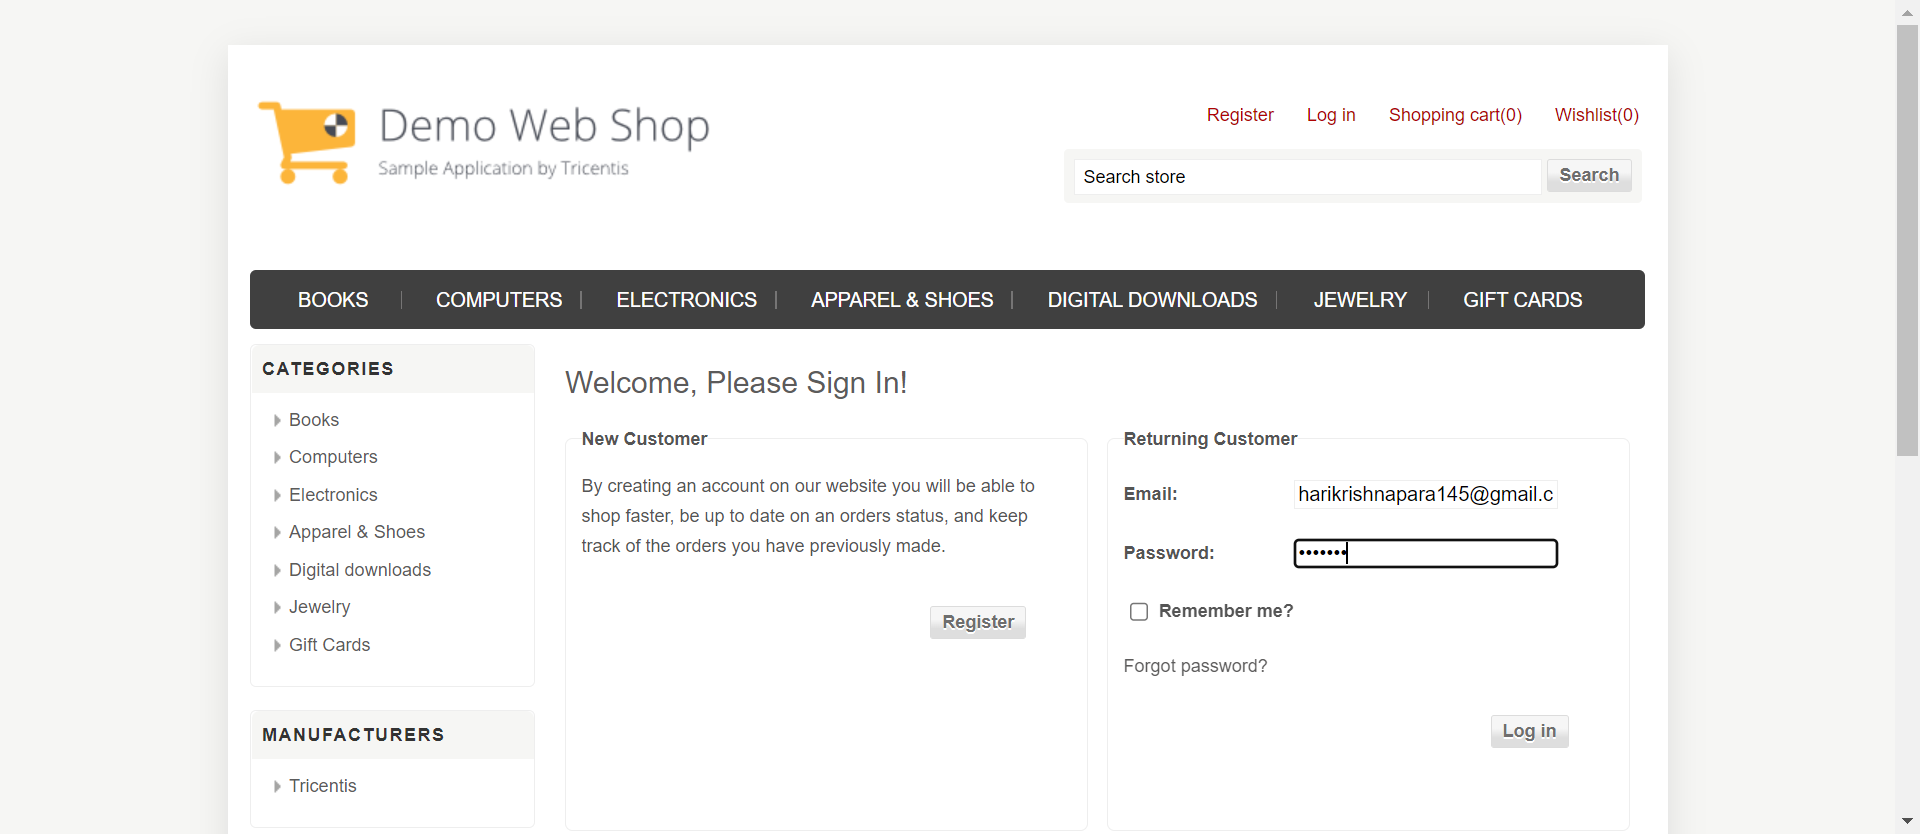 Demo Web Shop
Sample Application by Tricentis
Register Log in Shopping cart(0) Wishlist(0)
Search store Search
BOOKS COMPUTERS ELECTRONICS APPAREL & SHOES DIGITAL DOWNLOADS JEWELRY GIFT CARDS
CATEGORIES
Books
Computers
Electronics
Apparel & Shoes
Digital downloads
Jewelry
Gift Cards
MANUFACTURERS
Tricentis
Welcome, Please Sign In!
New Customer
By creating an account on our website you will be able to
shop faster, be up to date on an orders status, and keep
track of the orders you have previously made.
Register
Returning Customer
Email: harikrishnapara145@gmail.c
Password: •••••••
Remember me?
Forgot password?
Log in